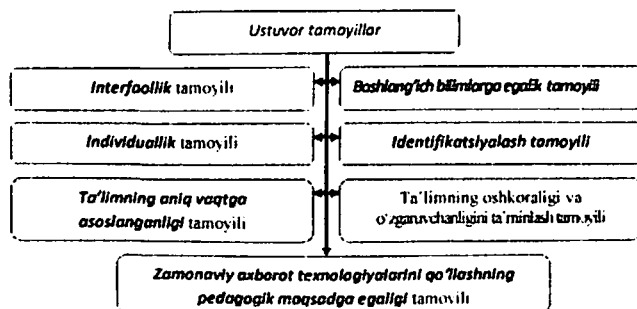 Ustuvor tamoyillar
Interfaollik tamoyili
Boshlang'ich bilimlarga egalik tamoyili
Individuallik tamoyili
Identifikatsiyalash tamoyili
Ta'limning aniq vaqtga
asoslanganligi tamoyili
Ta'limning oshkoraligi va
o'zgaruvchanligini ta'minlash tamoyili
Zamonaviy axborot texnologiyalarini qo'llashning
pedagogik maqsadga egaligi tamoyili